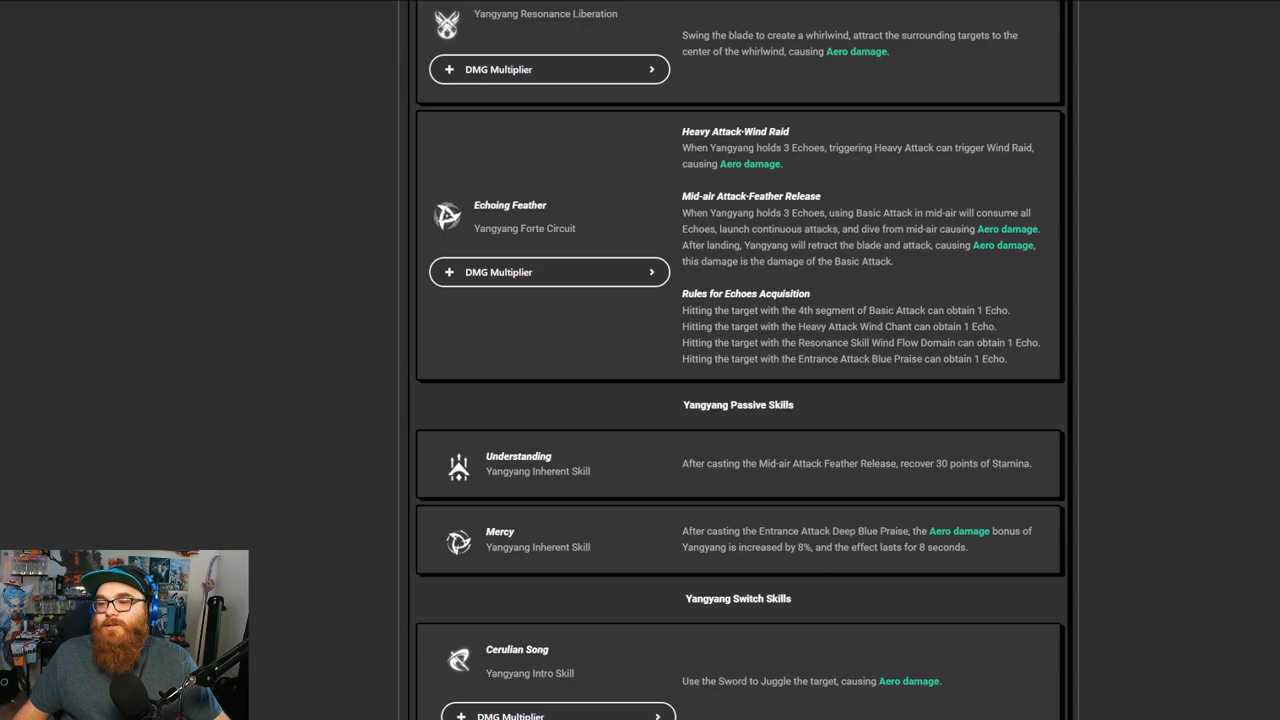 Yangyang Resonance Liberation
DMG Multiplier
Swing the blade to create a whirlwind, attract the surrounding targets to the
center of the whirlwind, causing Aero damage.
Echoing Feather
Yangyang Forte Circuit
DMG Multiplier
Heavy Attack·Wind Raid
When Yangyang holds 3 Echoes, triggering Heavy Attack can trigger Wind Raid,
causing Aero damage.
Mid-air Attack·Feather Release
When Yangyang holds 3 Echoes, using Basic Attack in mid-air will consume all
Echoes, launch continuous attacks, and dive from mid-air causing Aero damage.
After landing, Yangyang will retract the blade and attack, causing Aero damage,
this damage is the damage of the Basic Attack.
Rules for Echoes Acquisition
Hitting the target with the 4th segment of Basic Attack can obtain 1 Echo.
Hitting the target with the Heavy Attack Wind Chant can obtain 1 Echo.
Hitting the target with the Resonance Skill Wind Flow Domain can obtain 1 Echo.
Hitting the target with the Entrance Attack Blue Praise can obtain 1 Echo.
Yangyang Passive Skills
Understanding
Yangyang Inherent Skill
After casting the Mid-air Attack Feather Release, recover 30 points of Stamina.
Mercy
Yangyang Inherent Skill
After casting the Entrance Attack Deep Blue Praise, the Aero damage bonus of
Yangyang is increased by 8%, and the effect lasts for 8 seconds.
Yangyang Switch Skills
Cerulian Song
Yangyang Intro Skill
DMG Multiplier
Use the Sword to Juggle the target, causing Aero damage.